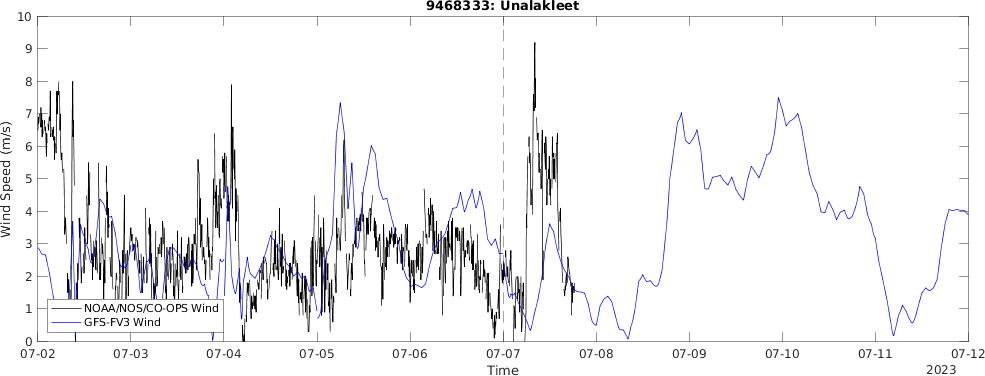 9468333: Unalakleet
Wind Speed (m/s)
10
9
8
7
6
5
4
3
2
1
0
NOAA/NOS/CO-OPS Wind
GFS-FV3 Wind
07-02 07-03 07-04 07-05 07-06 07-07 07-08 07-09 07-10 07-11 07-12
Time
2023